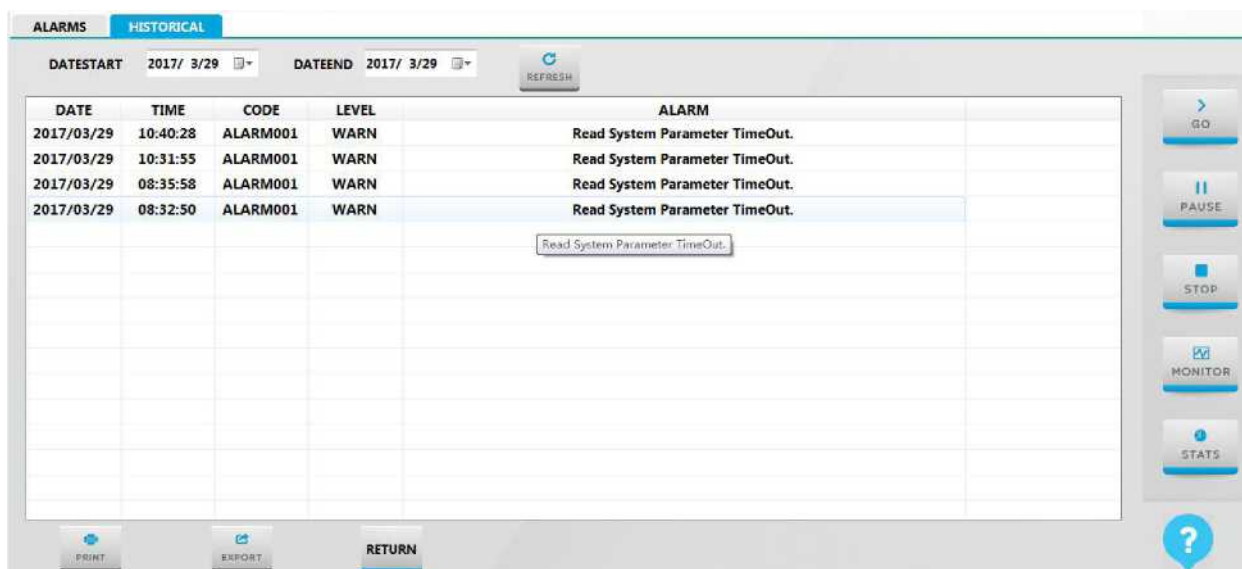 ALARMS HISTORICAL
DATESTART 2017/ 3/29 DATEEND 2017/ 3/29 REFRESH
DATE TIME CODE LEVEL ALARM
2017/03/29 10:40:28 ALARM001 WARN Read System Parameter TimeOut.
2017/03/29 10:31:55 ALARM001 WARN Read System Parameter TimeOut.
2017/03/29 08:35:58 ALARM001 WARN Read System Parameter TimeOut.
2017/03/29 08:32:50 ALARM001 WARN Read System Parameter TimeOut.
Read System Parameter TimeOut.
GO
PAUSE
STOP
MONITOR
STATS
PRINT EXPORT RETURN
?